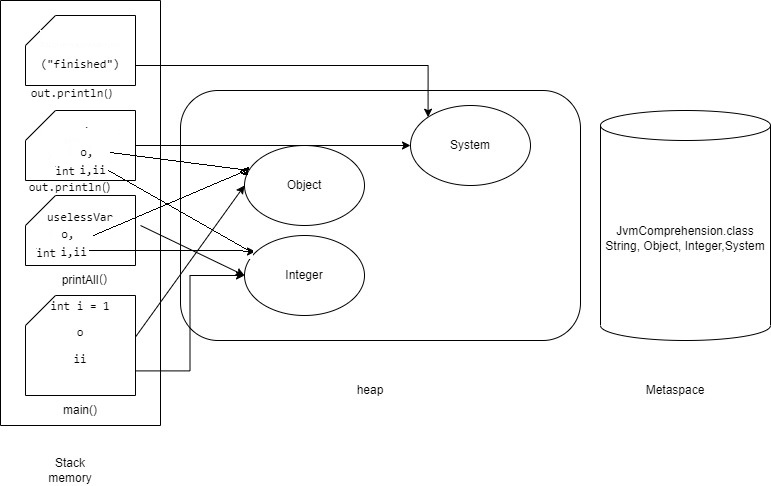 ("finished")
out.println()
o,
int i,ii
out.println()
uselessVar
o,
int i,ii
printAll()
int i = 1
o
ii
main()
Stack
memory
System
Object
Integer
heap
JvmComprehension.class
String, Object, Integer,System
Metaspace